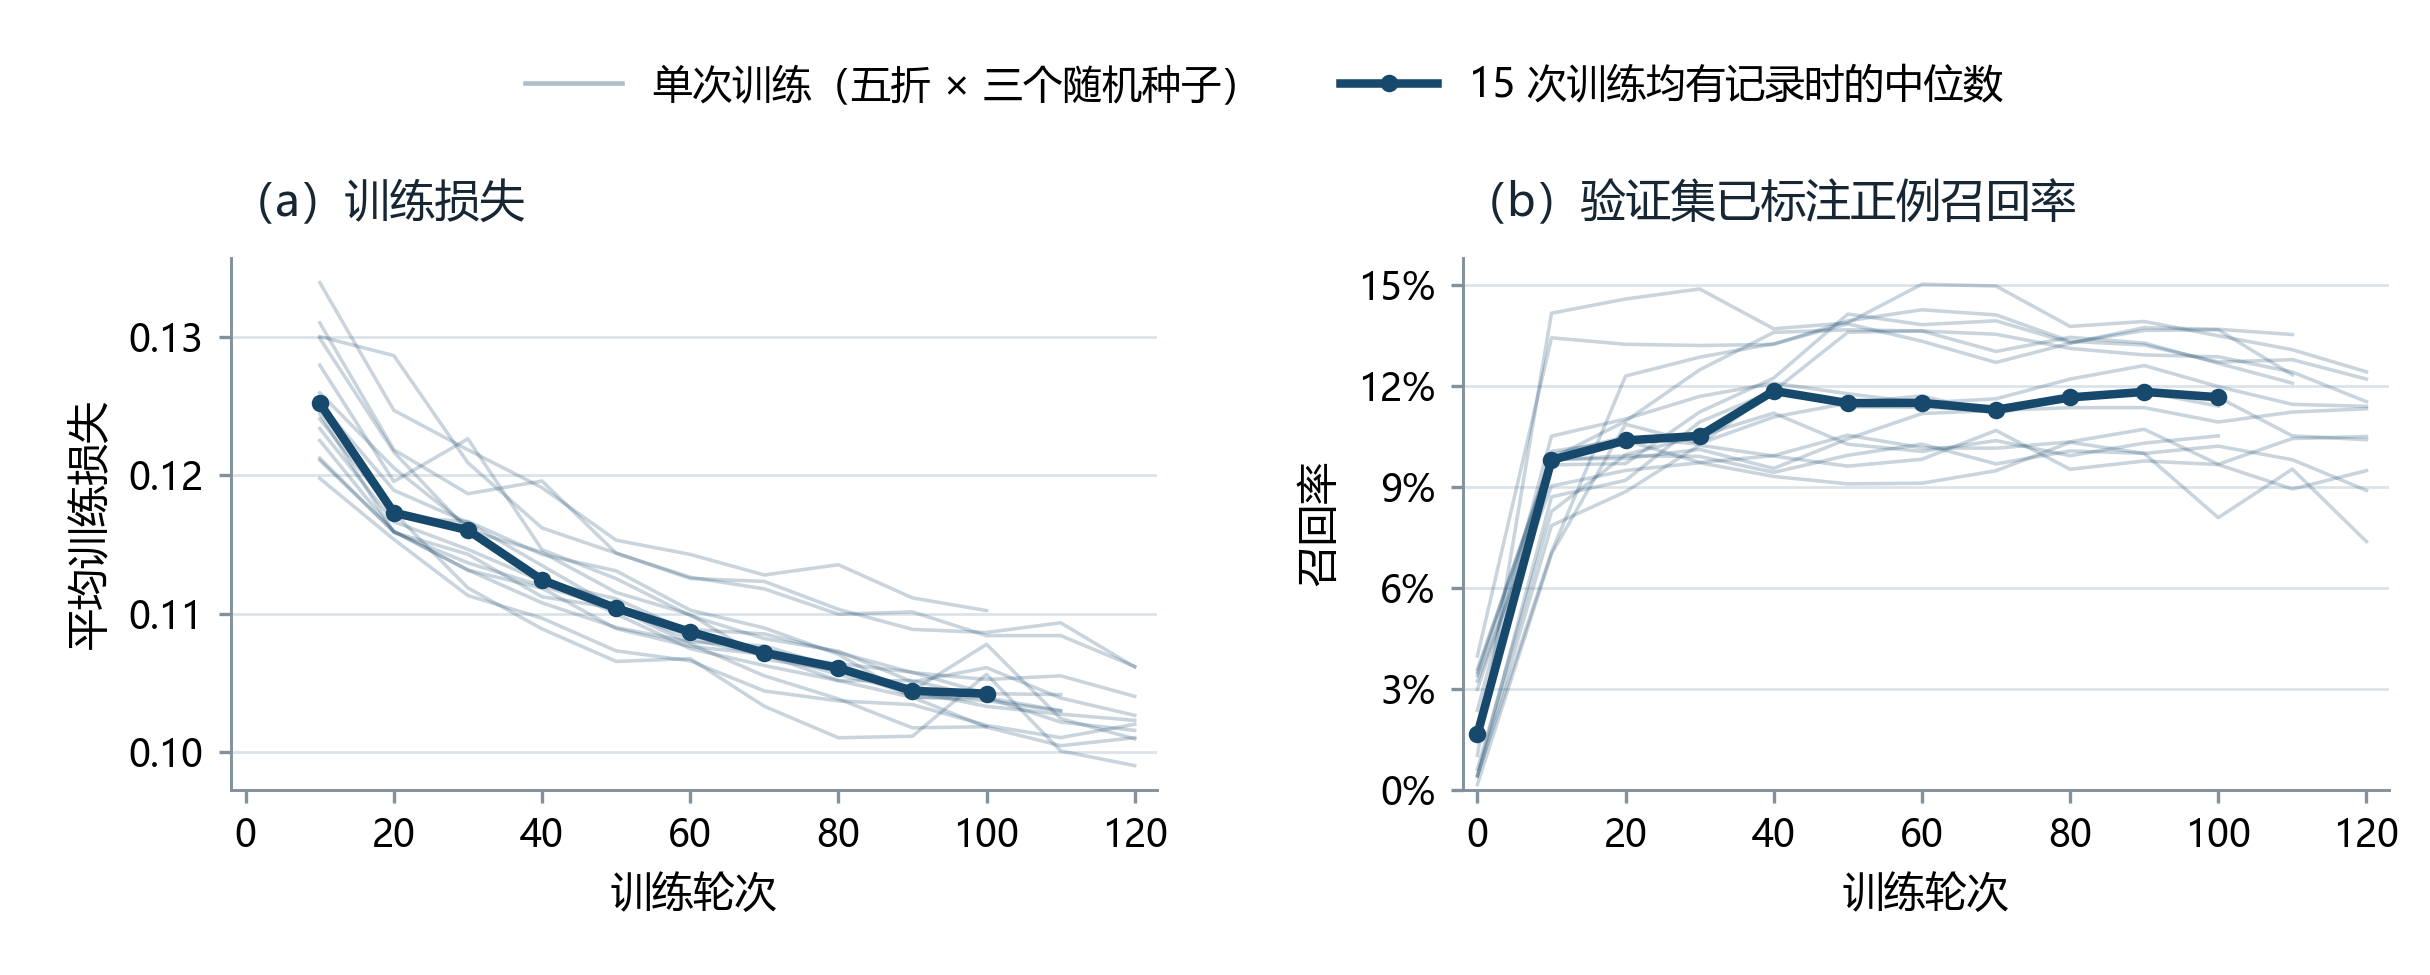 单次训练（五折 × 三个随机种子）
15 次训练均有记录时的中位数
（a）训练损失
0.13
0.12
0.11
0.10
平均训练损失
0 20 40 60 80 100 120
训练轮次
（b）验证集已标注正例召回率
15%
12%
9%
6%
3%
0%
召回率
0 20 40 60 80 100 120
训练轮次